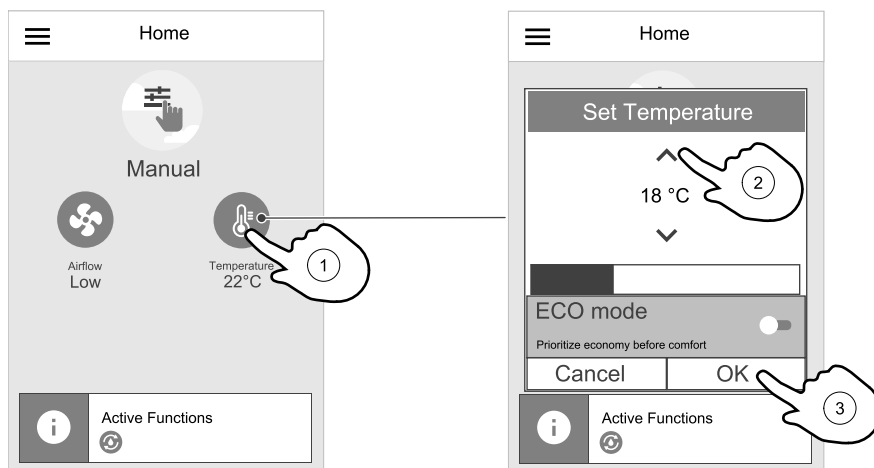 Home
Manual
Airflow
Low
Temperature
22°C
1
Active Functions
i
Home
Set Temperature
18 °C
2
ECO mode
Prioritize economy before comfort
Cancel
OK
3
Active Functions
i